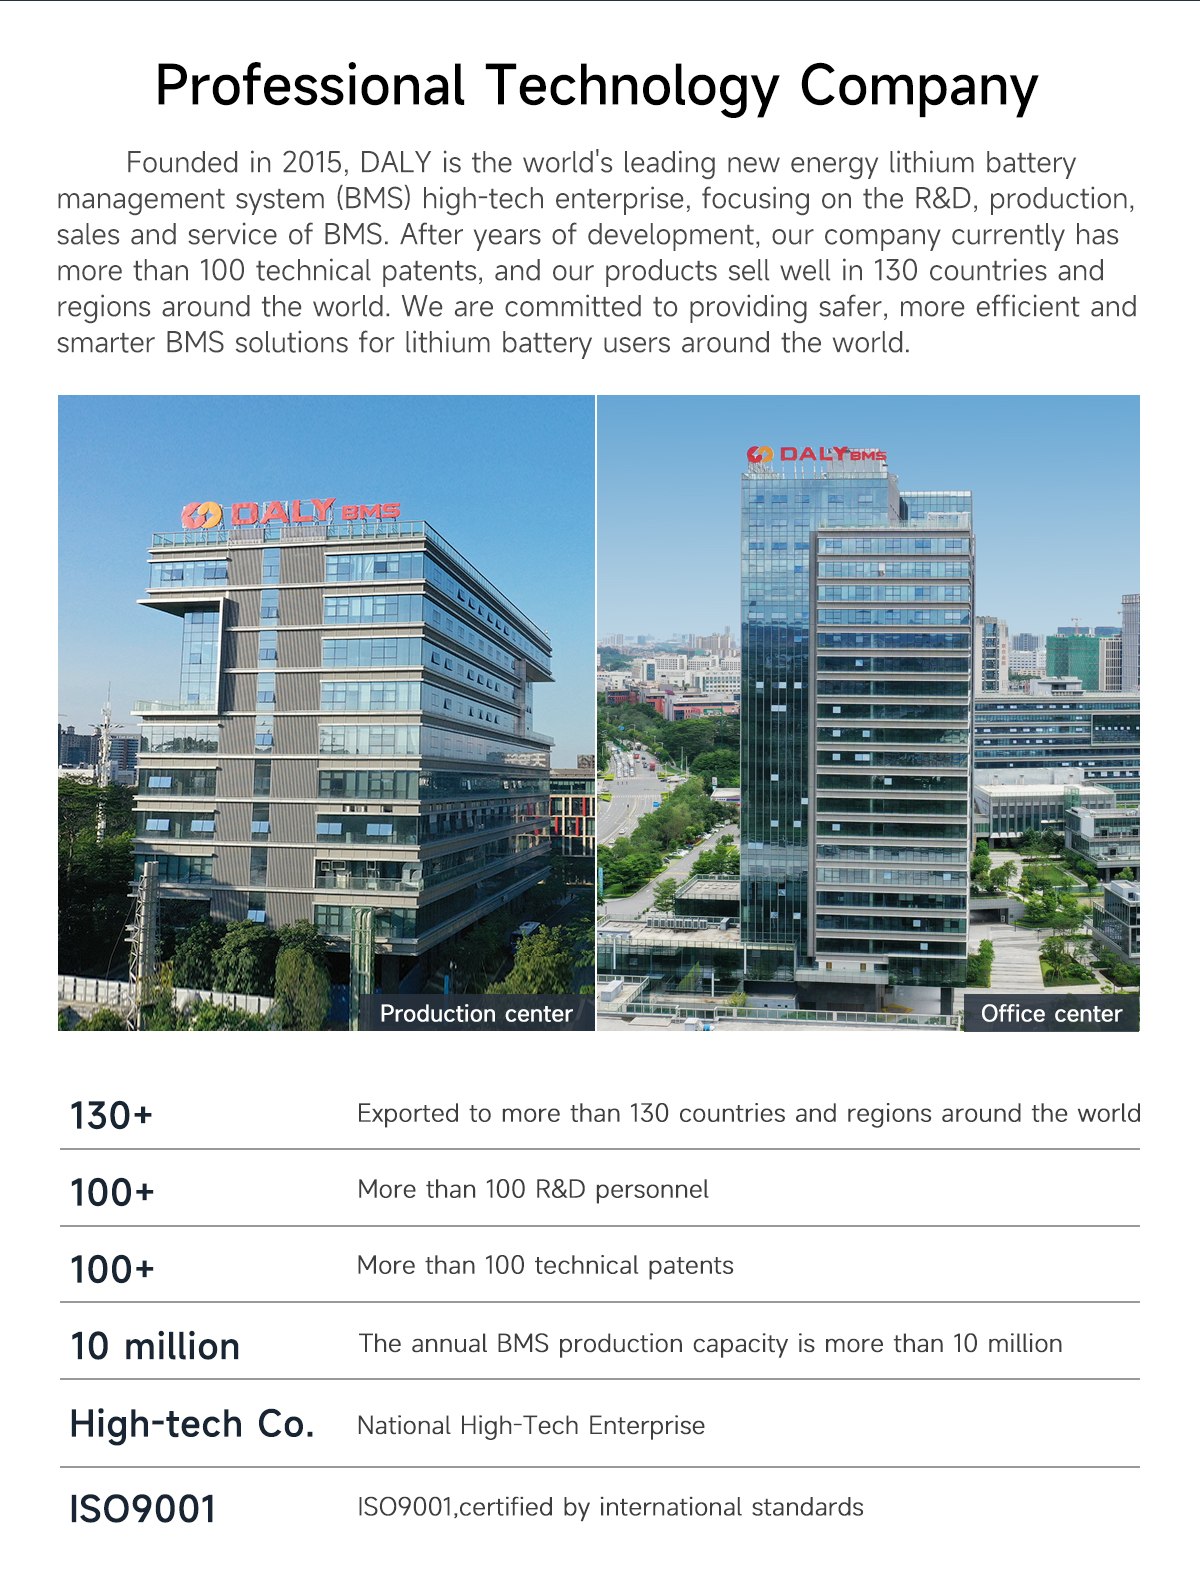 Professional Technology Company
Founded in 2015, DALY is the world's leading new energy lithium battery
management system (BMS) high-tech enterprise, focusing on the R&D, production,
sales and service of BMS. After years of development, our company currently has
more than 100 technical patents, and our products sell well in 130 countries and
regions around the world. We are committed to providing safer, more efficient and
smarter BMS solutions for lithium battery users around the world.
DALY BMS
DALY BMS
Production center
Office center
130+
Exported to more than 130 countries and regions around the world
100+
More than 100 R&D personnel
100+
More than 100 technical patents
10 million
The annual BMS production capacity is more than 10 million
High-tech Co.
National High-Tech Enterprise
ISO9001
ISO9001,certified by international standards